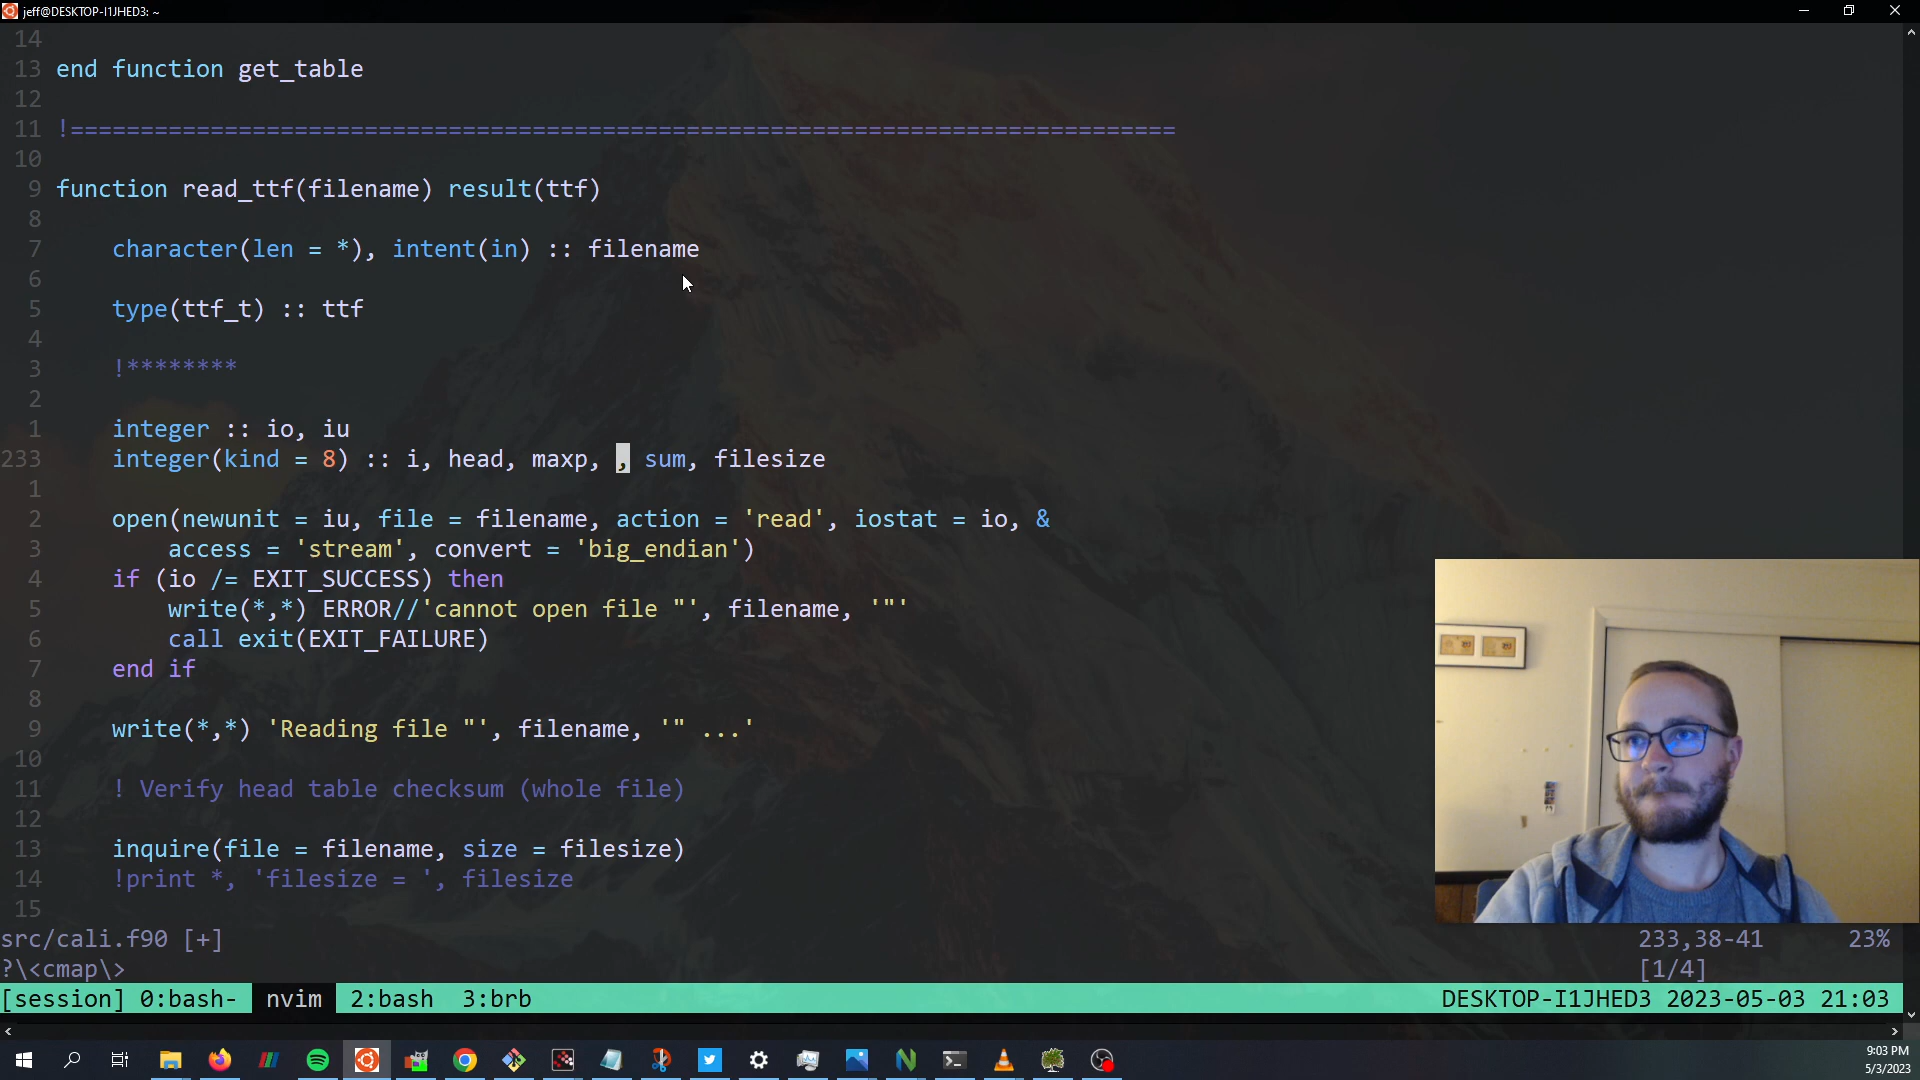 jeff@DESKTOP-I1JHED3: ~
14
13 end function get_table
12
11 !===============================================================================
10
9 function read_ttf(filename) result(ttf)
8
7     character(len = *), intent(in) :: filename
6
5     type(ttf_t) :: ttf
4
3     !********
2
1     integer :: io, iu
233     integer(kind = 8) :: i, head, maxp, , sum, filesize
1
2     open(newunit = iu, file = filename, action = 'read', iostat = io, &
3         access = 'stream', convert = 'big_endian')
4     if (io /= EXIT_SUCCESS) then
5         write(*,*) ERROR//'cannot open file "', filename, '"'
6         call exit(EXIT_FAILURE)
7     end if
8
9     write(*,*) 'Reading file "', filename, '" ...'
10
11     ! Verify head table checksum (whole file)
12
13     inquire(file = filename, size = filesize)
14     !print *, 'filesize = ', filesize
15
src/cali.f90 [+] 233,38-41 23%
?\<cmap\> [1/4]
[session] 0:bash- nvim 2:bash 3:brb DESKTOP-I1JHED3 2023-05-03 21:03
9:03 PM
5/3/2023